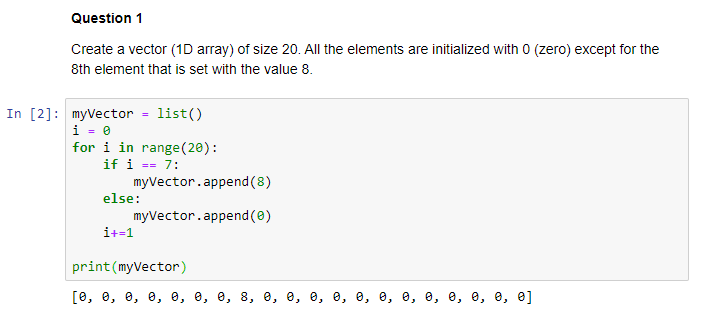 Question 1
Create a vector (1D array) of size 20. All the elements are initialized with 0 (zero) except for the
8th element that is set with the value 8.
In [2]: myVector = list()
i = 0
for i in range(20):
    if i == 7:
        myVector.append(8)
    else:
        myVector.append(0)
    i+=1
print(myVector)
[0, 0, 0, 0, 0, 0, 0, 8, 0, 0, 0, 0, 0, 0, 0, 0, 0, 0, 0, 0]